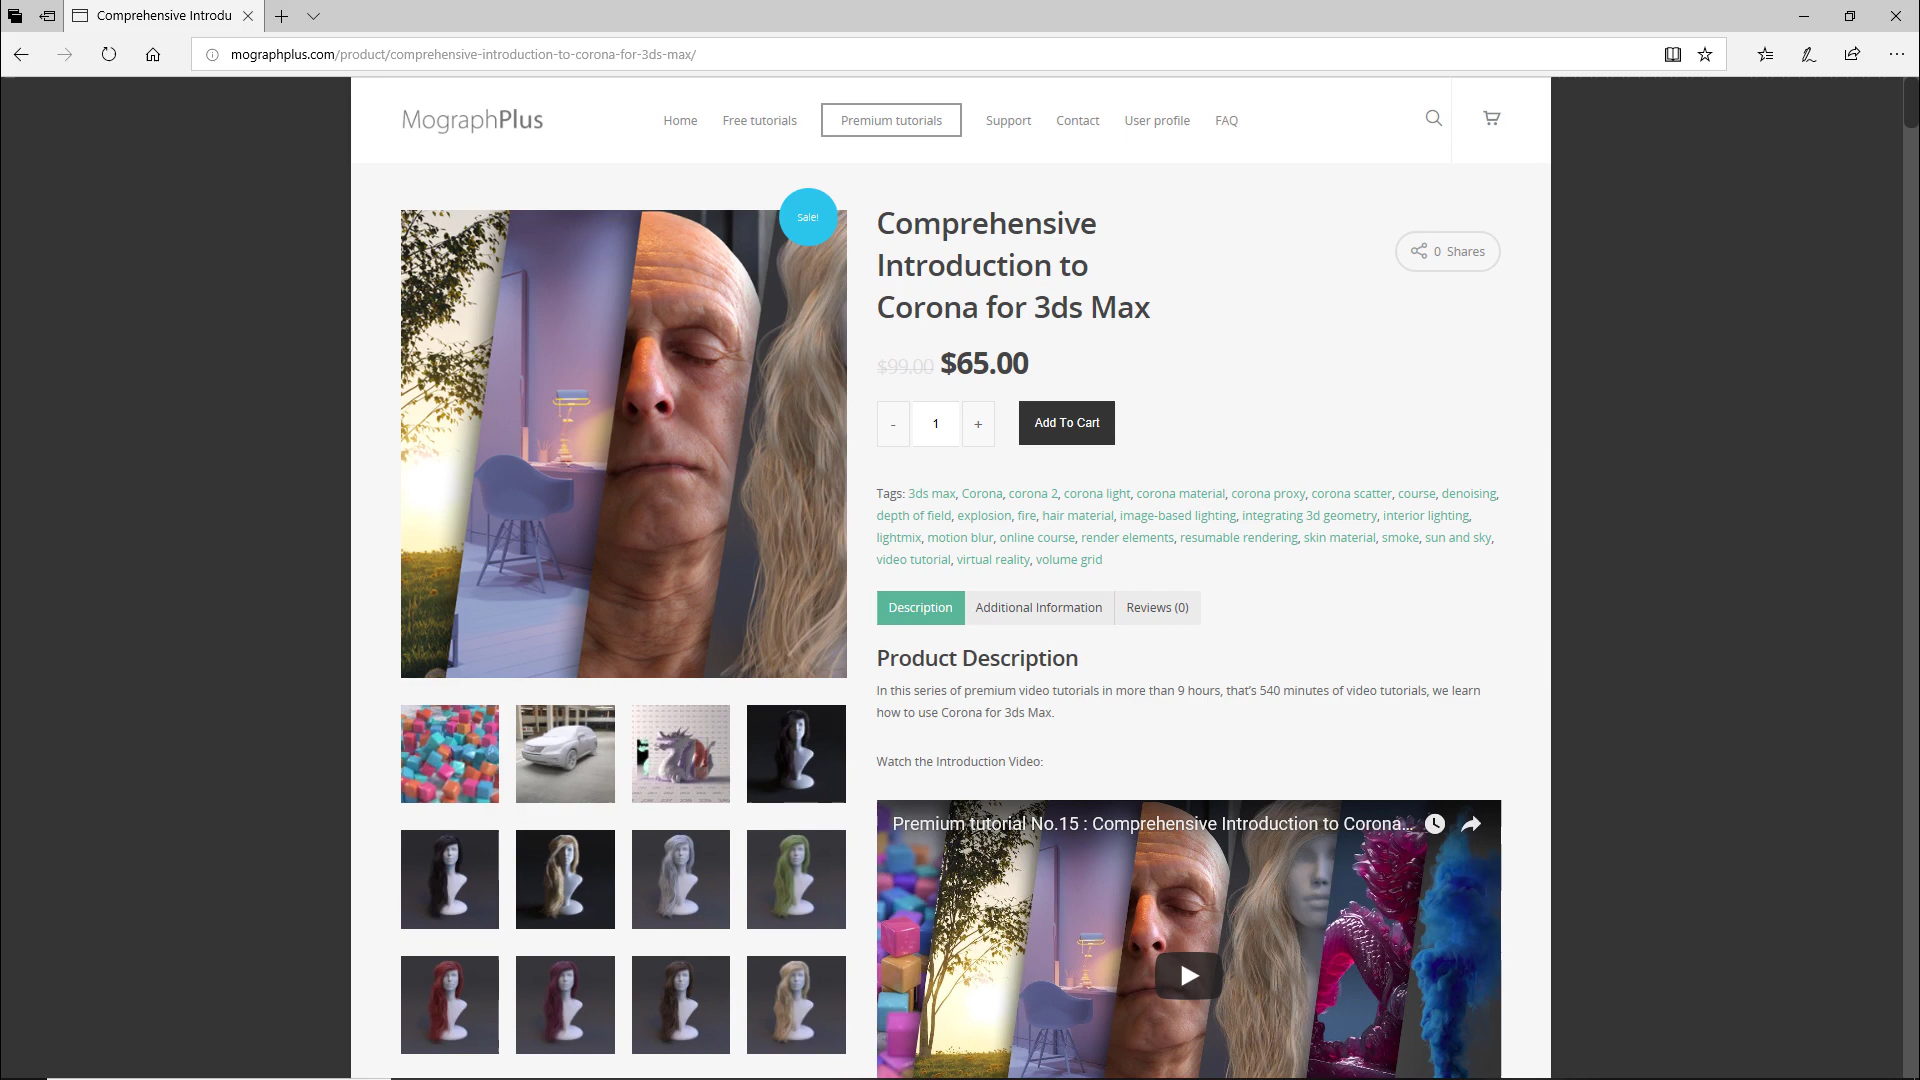 Comprehensive Introdu
mographplus.com/product/comprehensive-introduction-to-corona-for-3ds-max/
MographPlus
Home Free tutorials Premium tutorials Support Contact User profile FAQ
Sale!
Comprehensive
Introduction to
Corona for 3ds Max
0 Shares
$99.00 $65.00
- 1 + Add To Cart
Tags: 3ds max, Corona, corona 2, corona light, corona material, corona proxy, corona scatter, course, denoising,
depth of field, explosion, fire, hair material, image-based lighting, integrating 3d geometry, interior lighting,
lightmix, motion blur, online course, render elements, resumable rendering, skin material, smoke, sun and sky,
video tutorial, virtual reality, volume grid
Description Additional Information Reviews (0)
Product Description
In this series of premium video tutorials in more than 9 hours, that's 540 minutes of video tutorials, we learn
how to use Corona for 3ds Max.
Watch the Introduction Video:
Premium tutorial No.15 : Comprehensive Introduction to Corona...